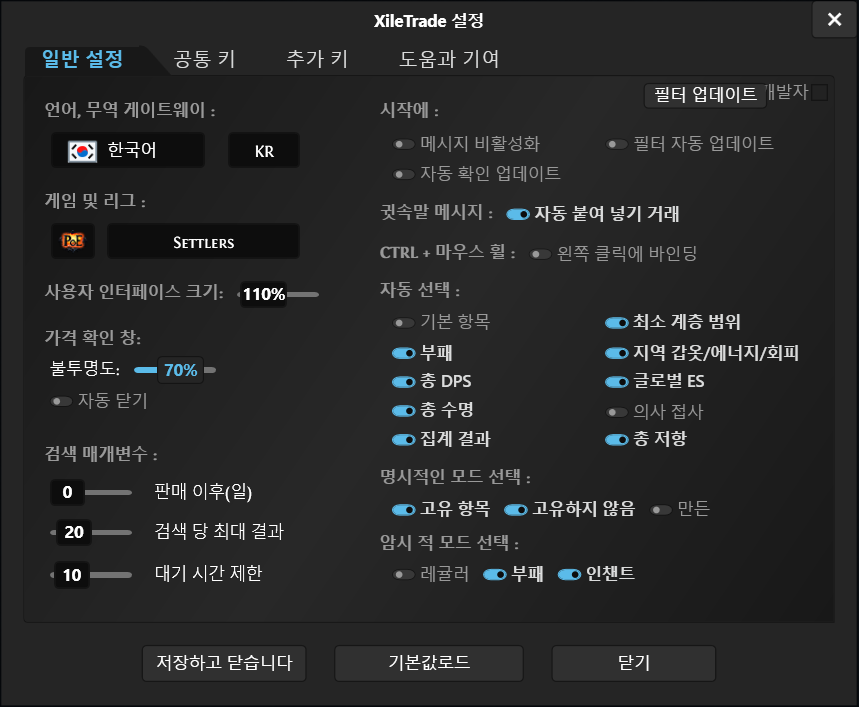 XileTrade 설정
일반 설정 공통 키 추가 키 도움과 기여
언어, 무역 게이트웨이 :
한국어 KR
게임 및 리그 :
PoE SETTLERS
사용자 인터페이스 크기: 110%
가격 확인 창:
불투명도: 70%
자동 닫기
검색 매개변수 :
0 판매 이후(일)
20 검색 당 최대 결과
10 대기 시간 제한
시작에 : 필터 업데이트 개발자
메시지 비활성화 필터 자동 업데이트
자동 확인 업데이트
귓속말 메시지 : 자동 붙여 넣기 거래
CTRL + 마우스 휠 : 왼쪽 클릭에 바인딩
자동 선택 :
기본 항목 최소 계층 범위
부패 지역 갑옷/에너지/회피
총 DPS 글로벌 ES
총 수명 의사 접사
집계 결과 총 저항
명시적인 모드 선택 :
고유 항목 고유하지 않음 만든
암시 적 모드 선택 :
레귤러 부패 인챈트
저장하고 닫습니다 기본값로드 닫기